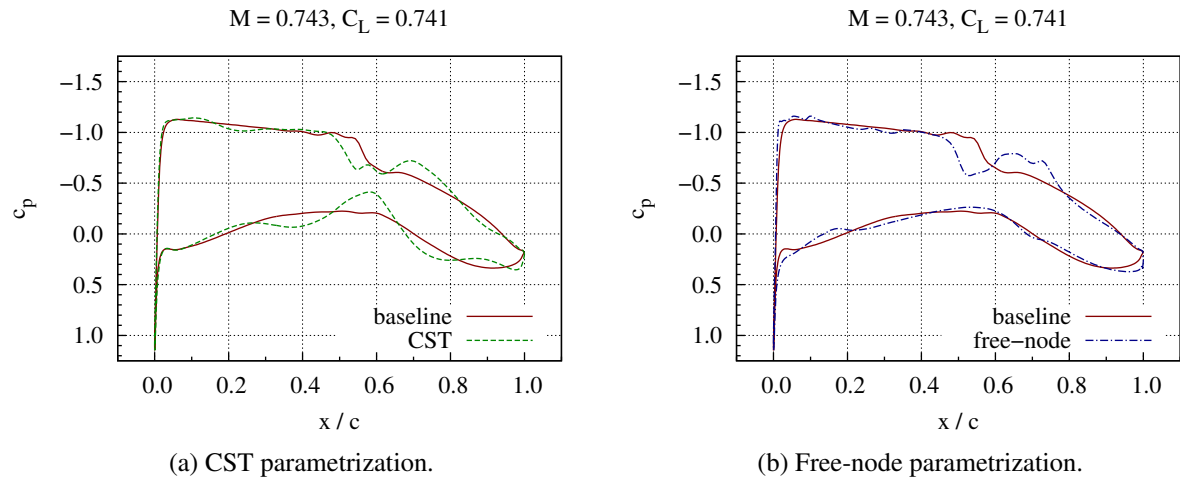 M = 0.743, C_L = 0.741
-1.5
-1.0
-0.5
0.0
0.5
1.0
c_p
baseline
CST
0.0 0.2 0.4 0.6 0.8 1.0
x / c
(a) CST parametrization.
M = 0.743, C_L = 0.741
-1.5
-1.0
-0.5
0.0
0.5
1.0
c_p
baseline
free-node
0.0 0.2 0.4 0.6 0.8 1.0
x / c
(b) Free-node parametrization.